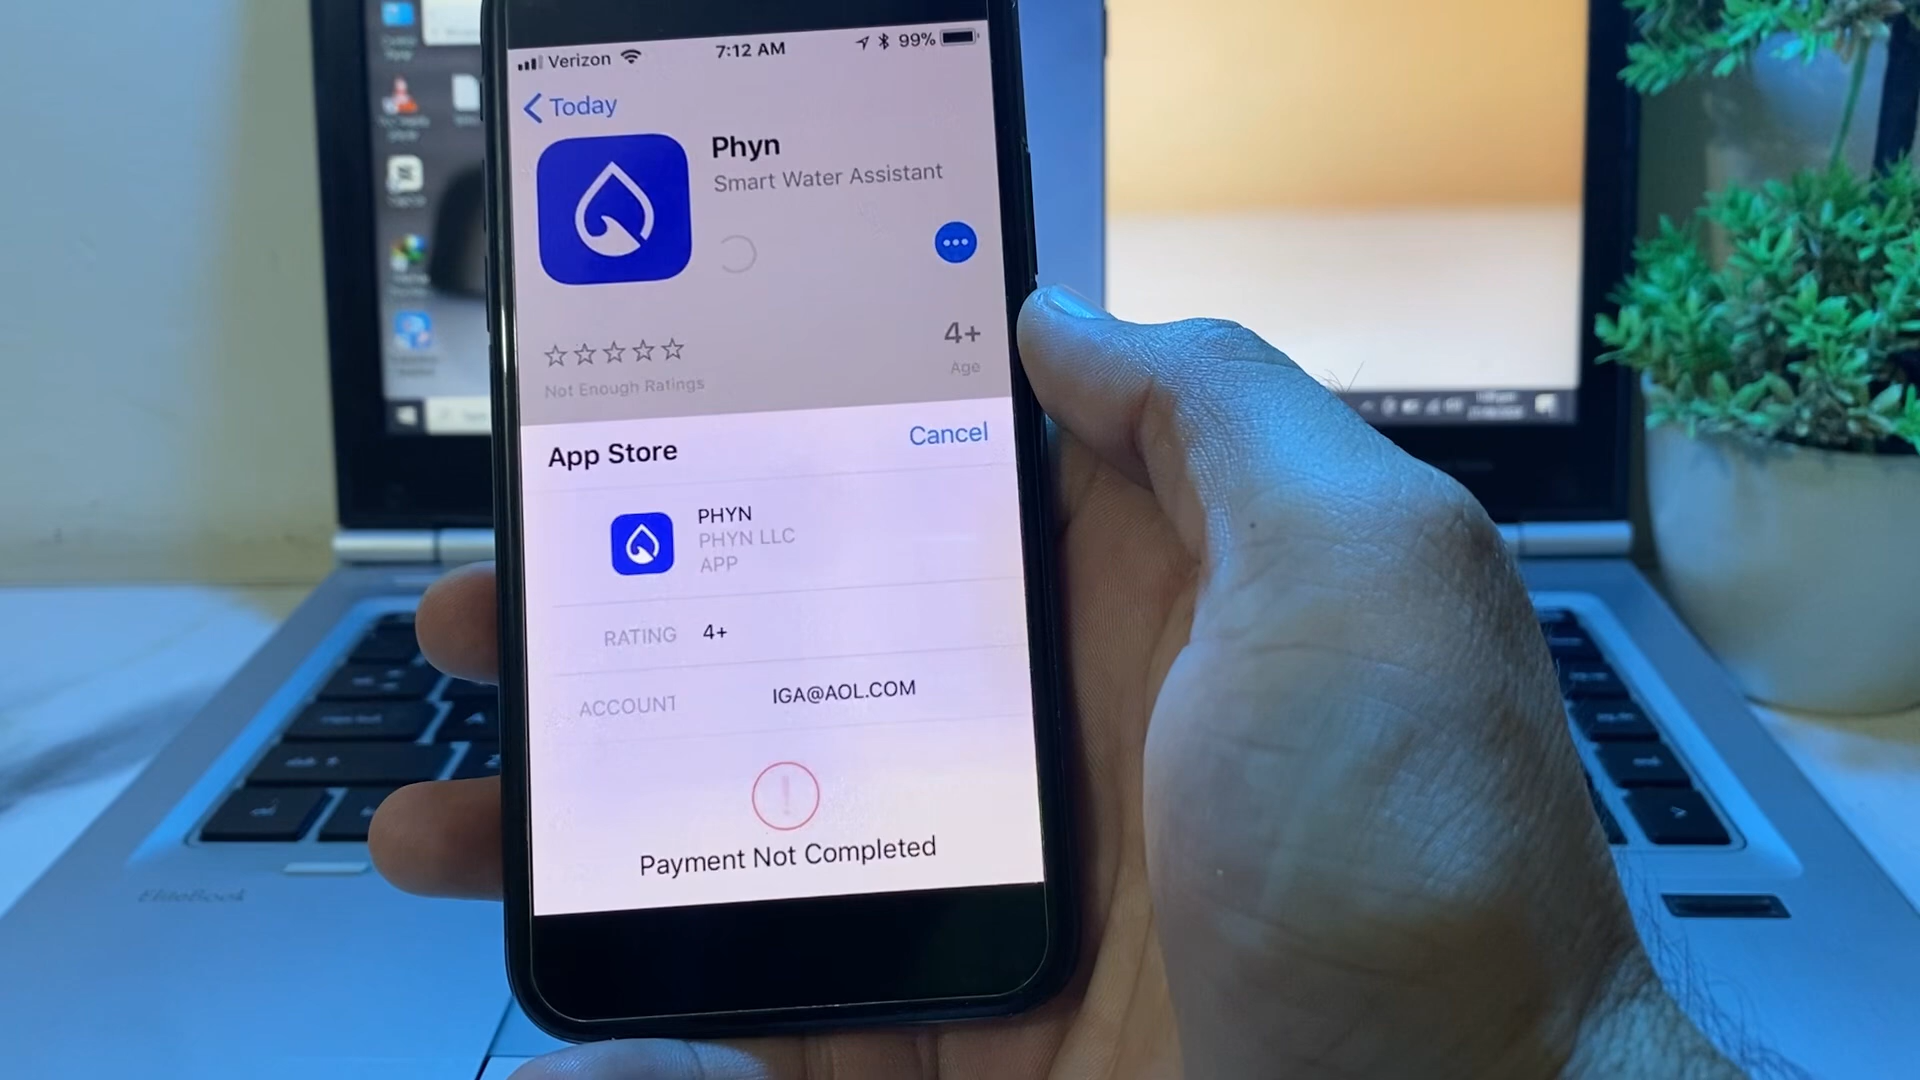 Verizon 7:12 AM 99%
Today
Phyn
Smart Water Assistant
4+
Age
Not Enough Ratings
App Store Cancel
PHYN
PHYN LLC
APP
RATING 4+
ACCOUNT IGA@AOL.COM
Payment Not Completed
EliteBook